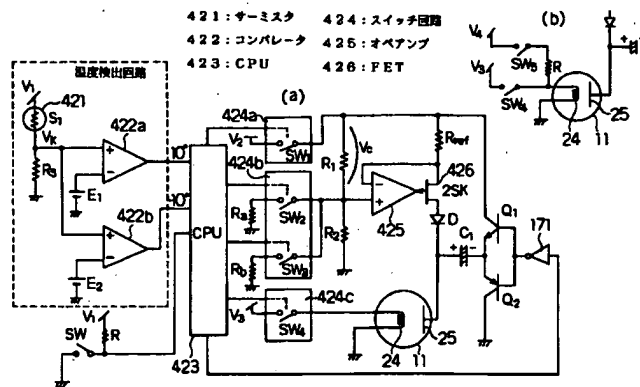 421：サーミスタ
424：スイッチ回路
422：コンパレータ
425：オペアンプ
423：CPU
426：FET
(b)
V4
SW5
V3
R
SW4
24
25
11
温度検出回路
V1
421
S1
VK
R3
422a
E1
10°
422b
-10°
E2
V1
R
SW
CPU
423
(a)
424a
V2
SW1
424b
Ra
SW2
Rb
SW3
424c
V3
SW4
R1
Vc
R2
Rref
426
2SK
425
D
C1
Q1
Q2
171
24
25
11